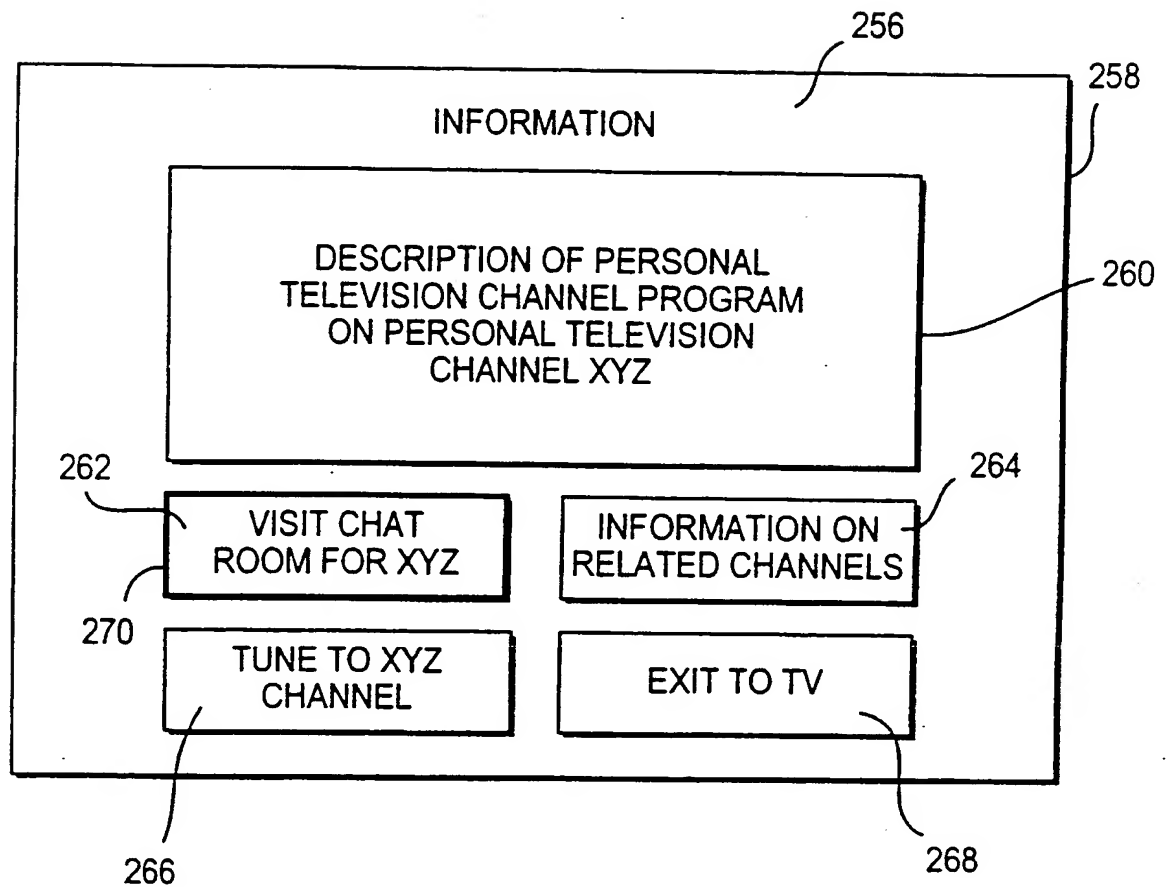 256
258
INFORMATION
DESCRIPTION OF PERSONAL
TELEVISION CHANNEL PROGRAM
ON PERSONAL TELEVISION
CHANNEL XYZ
260
262
264
VISIT CHAT
ROOM FOR XYZ
INFORMATION ON
RELATED CHANNELS
270
TUNE TO XYZ
CHANNEL
EXIT TO TV
266
268